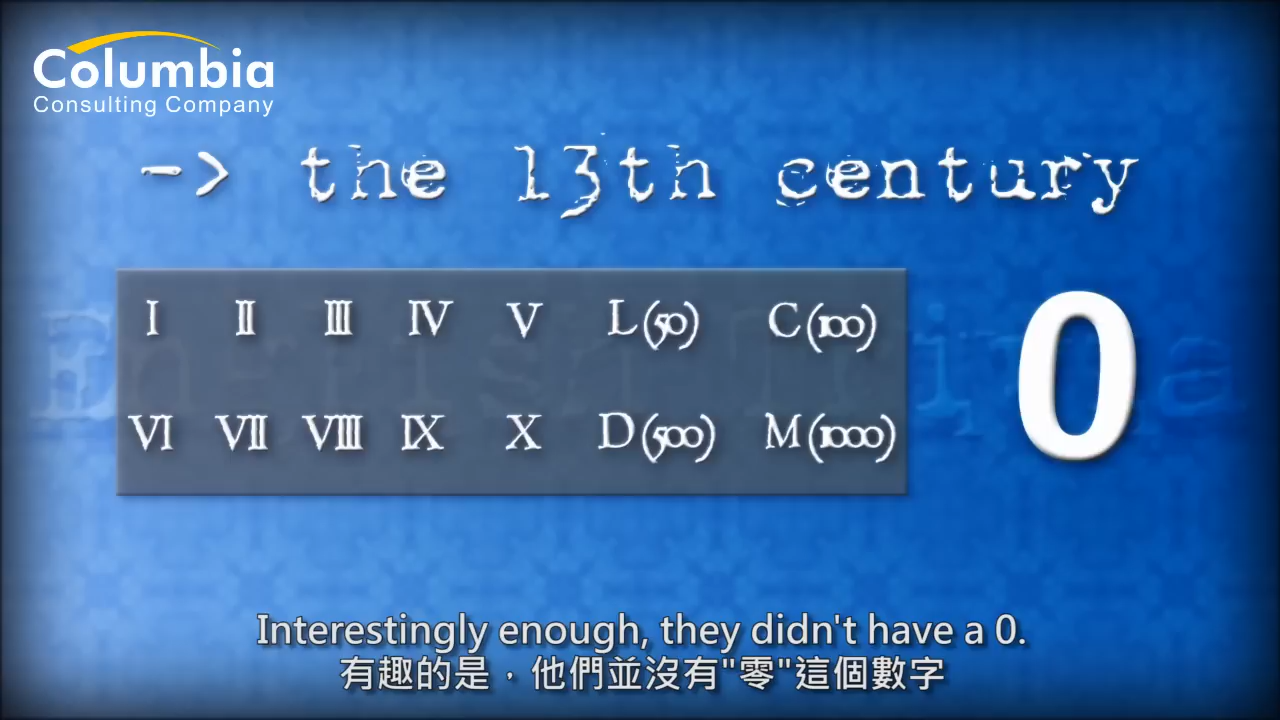 Columbia
Consulting Company
-> the 13th century
I II III IV V L(50) C(100)
0
VI VII VIII IX X D(500) M(1000)
English Trivia
Interestingly enough, they didn't have a 0.
有趣的是，他們並沒有"零"這個數字